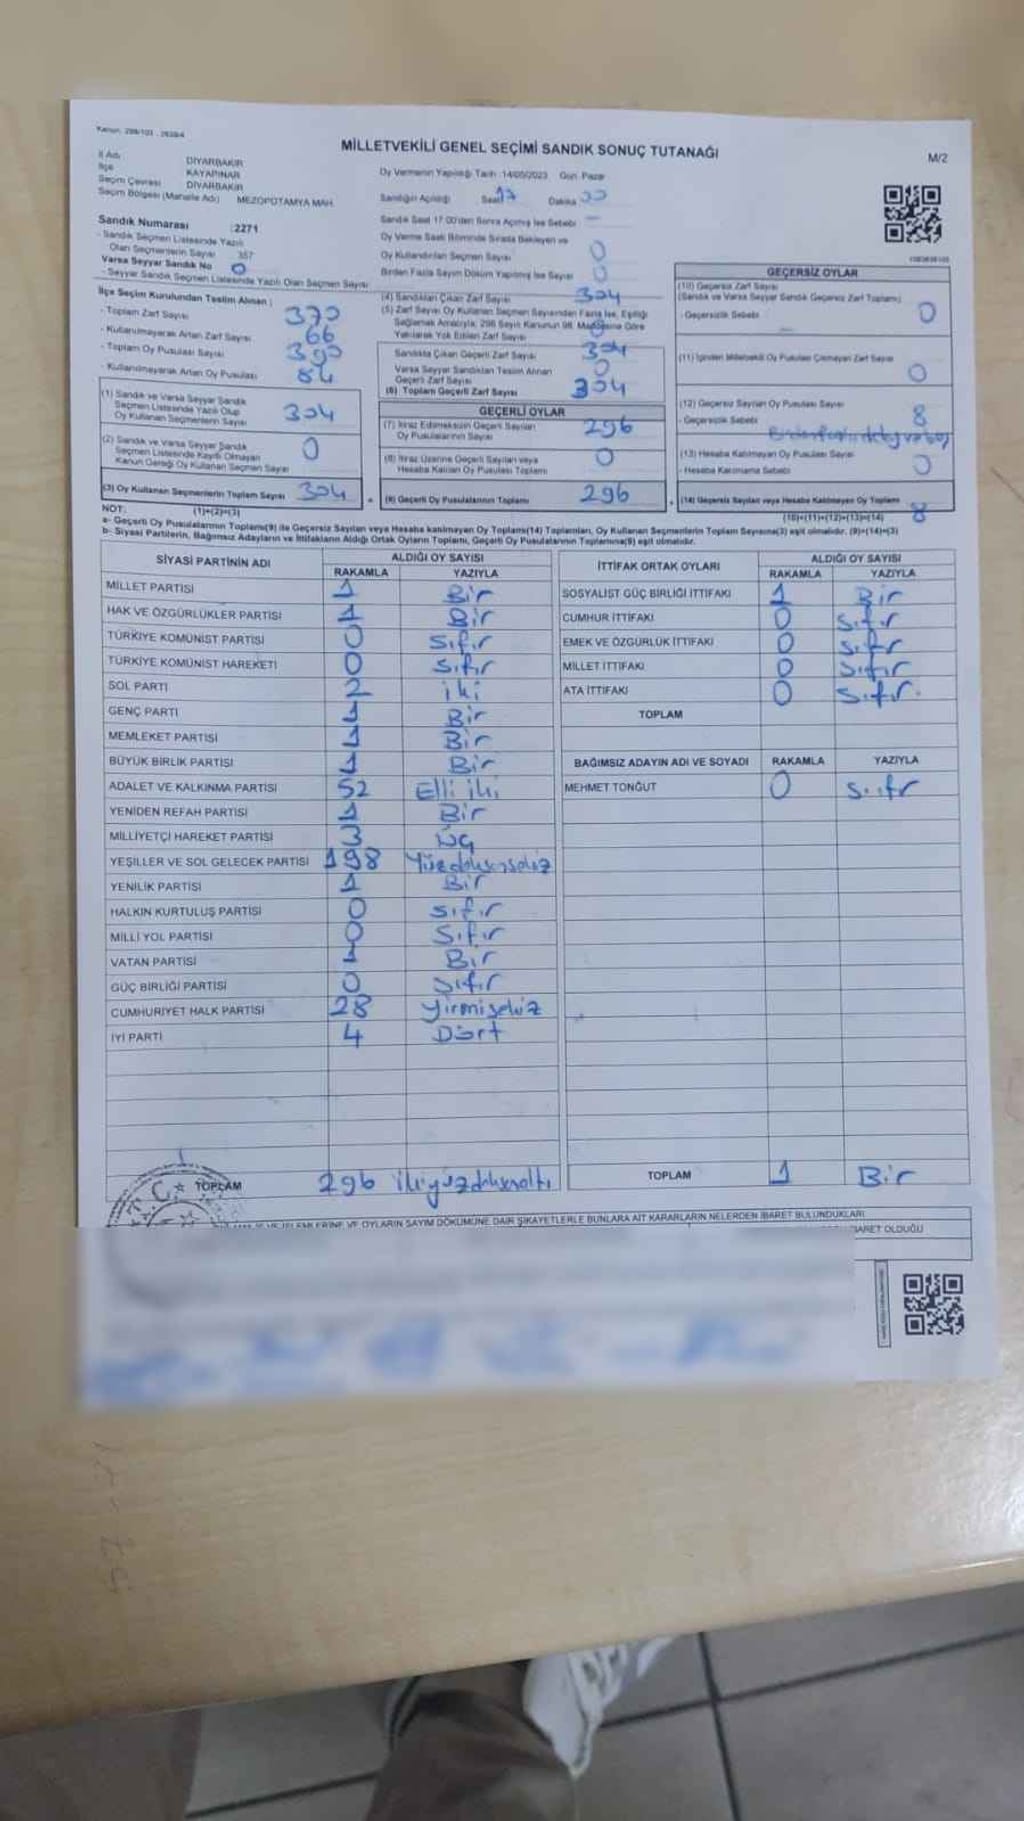 Kanun: 298/103 - 2839/4
MİLLETVEKİLİ GENEL SEÇİMİ SANDIK SONUÇ TUTANAĞI
M/2
İl Adı DİYARBAKIR
İlçe KAYAPINAR
Seçim Çevresi DİYARBAKIR
Seçim Bölgesi (Mahalle Adı) MEZOPOTAMYA MAH.
Sandık Numarası :2271
- Sandık Seçmen Listesinde Yazılı
Olan Seçmenlerin Sayısı 357
Varsa Seyyar Sandık No 0
- Seyyar Sandık Seçmen Listesinde Yazılı Olan Seçmen Sayısı
Oy Vermenin Yapıldığı Tarih :14/05/2023 Gün: Pazar
Sandığın Açılışı Saat 17 Dakika
Sandık Saat 17:00'den Sonra Açılmış İse Sebebi
Oy Verme Saati Bitiminde Sırada Bekleyen ve
Oy Kullandırılan Seçmen Sayısı 0
Birden Fazla Sayım Döküm Yapılmış İse Sayısı 0
İlçe Seçim Kurulundan Teslim Alınan ;
- Toplam Zarf Sayısı 370
- Kullanılmayarak Artan Zarf Sayısı 66
- Toplam Oy Pusulası Sayısı 390
- Kullanılmayarak Artan Oy Pusulası 84
(1) Sandık ve Varsa Seyyar Sandık
Seçmen Listesinde Yazılı Olup
Oy Kullanan Seçmenlerin Sayısı 304
(2) Sandık ve Varsa Seyyar Sandık
Seçmen Listesinde Kayıtlı Olmayan
Kanun Gereği Oy Kullanan Seçmen Sayısı 0
(3) Oy Kullanan Seçmenlerin Toplam Sayısı 304
(1)+(2)=(3)
(4) Sandıktan Çıkan Zarf Sayısı 304
(5) Zarf Sayısı Oy Kullanan Seçmen Sayısından Fazla İse, Eşitliği
Sağlamak Amacıyla, 298 Sayılı Kanunun 98. Maddesine Göre
Yakılarak Yok Edilen Zarf Sayısı 0
Sandıkta Çıkan Geçerli Zarf Sayısı 304
Varsa Seyyar Sandıktan Teslim Alınan
Geçerli Zarf Sayısı 0
(6) Toplam Geçerli Zarf Sayısı 304
GEÇERLİ OYLAR
(7) İtiraz Edilmeksizin Geçerli Sayılan
Oy Pusulalarının Sayısı 296
(8) İtiraz Üzerine Geçerli Sayılan veya
Hesaba Katılan Oy Pusulası Toplamı 0
(9) Geçerli Oy Pusulalarının Toplamı 296
GEÇERSİZ OYLAR
(10) Geçersiz Zarf Sayısı
(Sandık ve Varsa Seyyar Sandık Geçersiz Zarf Toplamı) 0
- Geçersizlik Sebebi
(11) İçinden Milletvekili Oy Pusulası Çıkmayan Zarf Sayısı 0
(12) Geçersiz Sayılan Oy Pusulası Sayısı 8
- Geçersizlik Sebebi
(13) Hesaba Katılmayan Oy Pusulası Sayısı 0
- Hesaba Katılmama Sebebi
(14) Geçersiz Sayılan veya Hesaba Katılmayan Oy Toplamı 8
(10)+(11)+(12)+(13)=(14)
NOT:
a- Geçerli Oy Pusulalarının Toplamı(9) ile Geçersiz Sayılan veya Hesaba katılmayan Oy Toplamı(14) Toplamları, Oy Kullanan Seçmenlerin Toplam Sayısına(3) eşit olmalıdır. (9)+(14)=(3)
b- Siyasi Partilerin, Bağımsız Adayların ve İttifakların Aldığı Ortak Oyların Toplamı, Geçerli Oy Pusulalarının Toplamına(9) eşit olmalıdır.
SİYASİ PARTİNİN ADI ALDIĞI OY SAYISI
RAKAMLA YAZIYLA
MİLLET PARTİSİ 1 Bir
HAK VE ÖZGÜRLÜKLER PARTİSİ 1 Bir
TÜRKİYE KOMÜNİST PARTİSİ 0 Sıfır
TÜRKİYE KOMÜNİST HAREKETİ 0 Sıfır
SOL PARTİ 2 iki
GENÇ PARTİ 1 Bir
MEMLEKET PARTİSİ 1 Bir
BÜYÜK BİRLİK PARTİSİ 1 Bir
ADALET VE KALKINMA PARTİSİ 52 Elli iki
YENİDEN REFAH PARTİSİ 1 Bir
MİLLİYETÇİ HAREKET PARTİSİ 3 Üç
YEŞİLLER VE SOL GELECEK PARTİSİ 198 Yüzdoksansekiz
YENİLİK PARTİSİ 1 Bir
HALKIN KURTULUŞ PARTİSİ 0 Sıfır
MİLLİ YOL PARTİSİ 0 Sıfır
VATAN PARTİSİ 1 Bir
GÜÇ BİRLİĞİ PARTİSİ 0 Sıfır
CUMHURİYET HALK PARTİSİ 28 Yirmisekiz
İYİ PARTİ 4 Dört
TOPLAM 296 ikiyüzdoksanaltı
İTTİFAK ORTAK OYLARI ALDIĞI OY SAYISI
RAKAMLA YAZIYLA
SOSYALİST GÜÇ BİRLİĞİ İTTİFAKI 1 Bir
CUMHUR İTTİFAKI 0 Sıfır
EMEK VE ÖZGÜRLÜK İTTİFAKI 0 Sıfır
MİLLET İTTİFAKI 0 Sıfır
ATA İTTİFAKI 0 Sıfır
TOPLAM
BAĞIMSIZ ADAYIN ADI VE SOYADI RAKAMLA YAZIYLA
MEHMET TONĞUT 0 Sıfır
TOPLAM 1 Bir
T.C.
VE OYLARIN SAYIM DÖKÜMÜNE DAİR ŞİKAYETLERLE BUNLARA AİT KARARLARIN NELERDEN İBARET BULUNDUKLARI
İBARET OLDUĞU